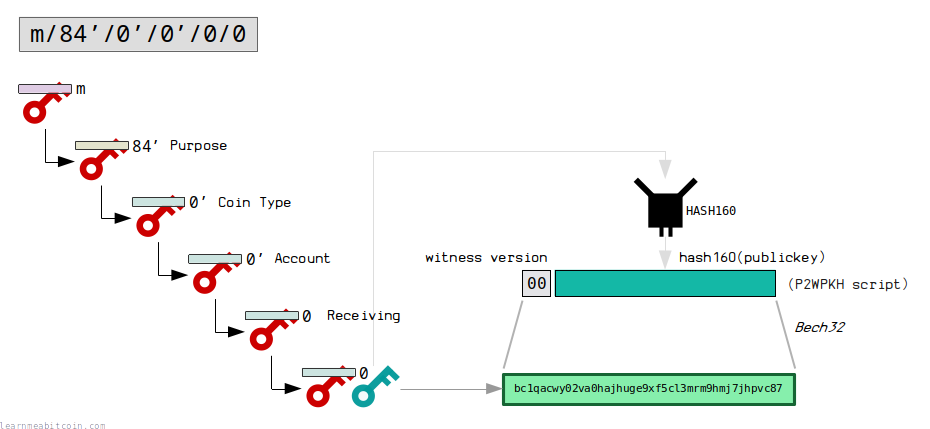 m/84’/0’/0’/0/0
m
84’ Purpose
0’ Coin Type
0’ Account
0 Receiving
0
HASH160
witness version
hash160(publickey)
00
(P2WPKH script)
Bech32
bc1qacwy02va0hajhuge9xf5cl3mrm9hmj7jhpvc87
learnmeabitcoin.com